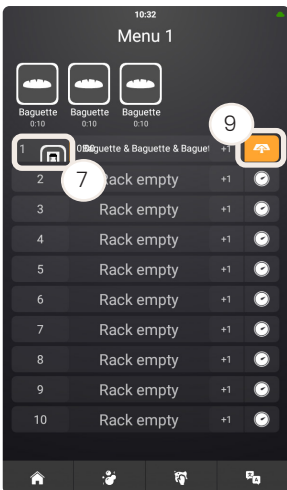 10:32
Menu 1
Baguette Baguette Baguette
0:10 0:10 0:10
9
1 Baguette & Baguette & Baguet +1
7
2 Rack empty +1
3 Rack empty +1
4 Rack empty +1
5 Rack empty +1
6 Rack empty +1
7 Rack empty +1
8 Rack empty +1
9 Rack empty +1
10 Rack empty +1